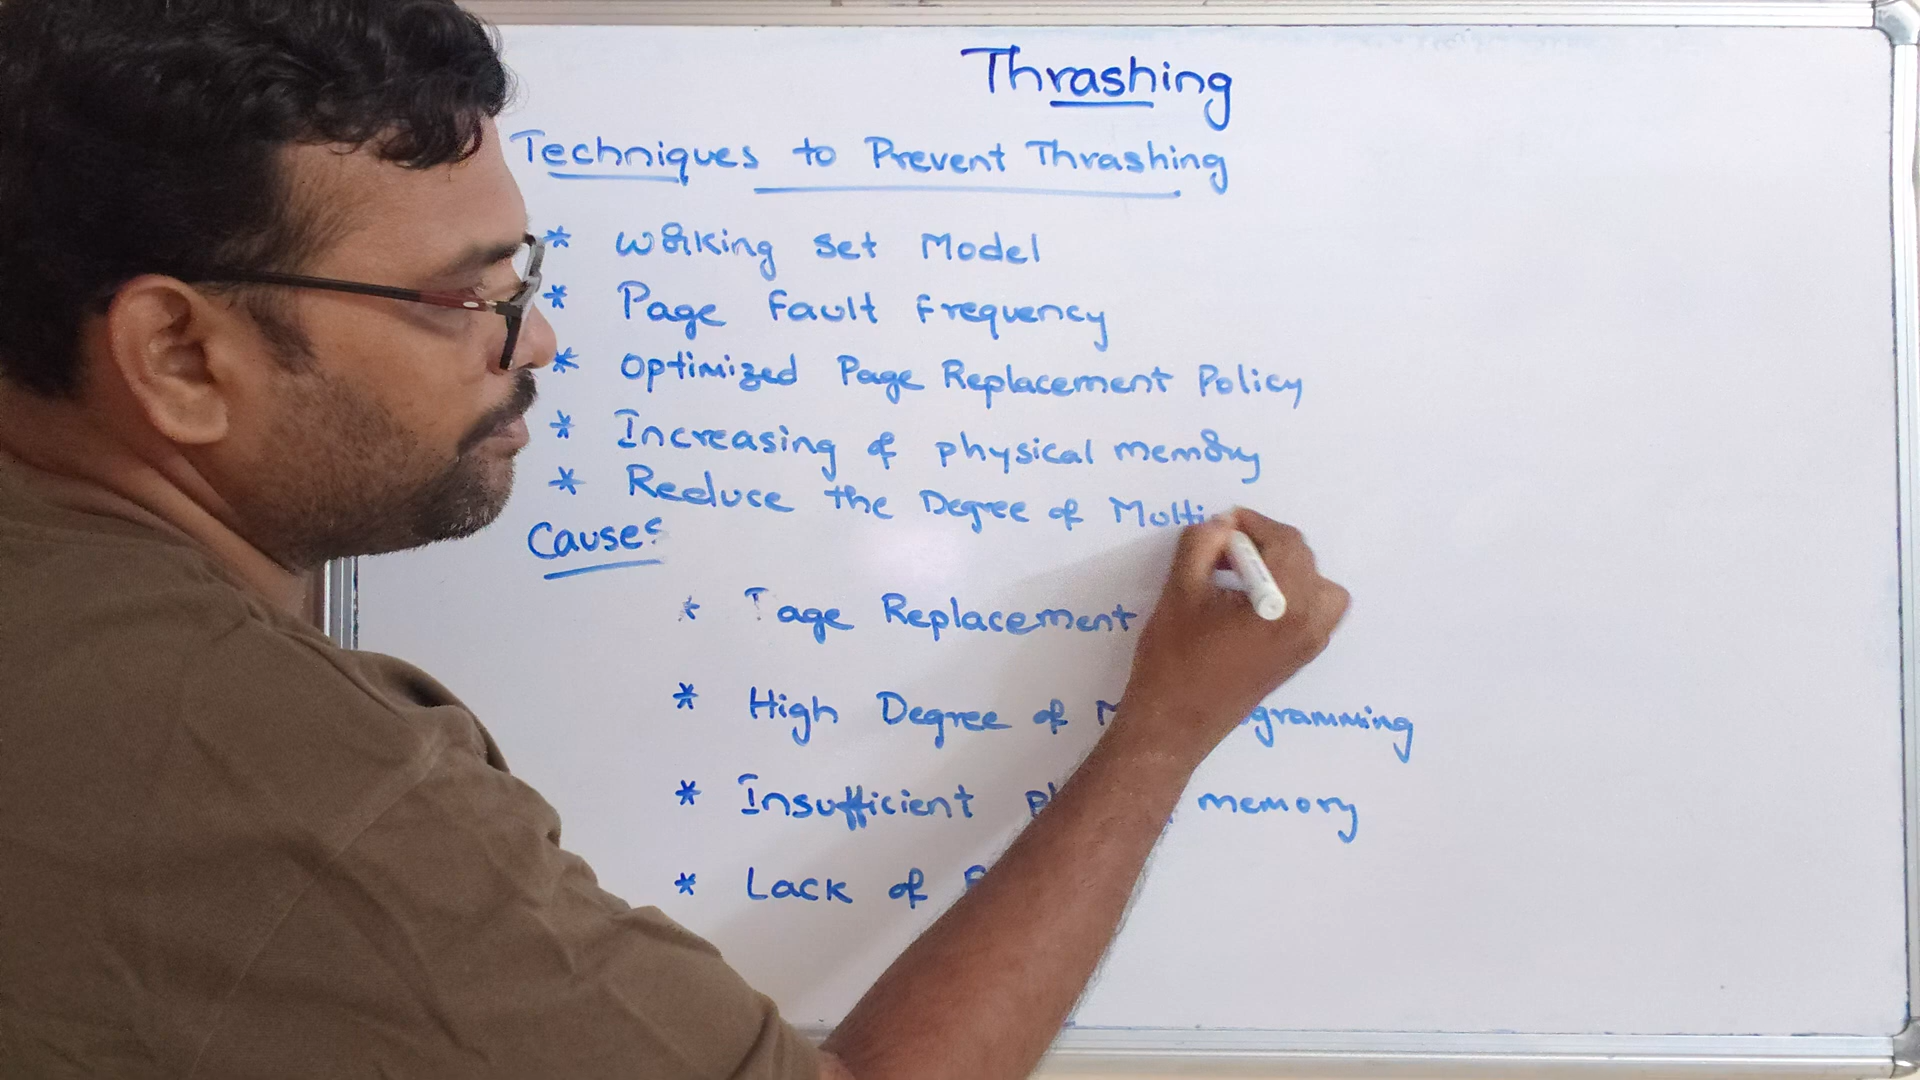 Thrashing
Techniques to Prevent Thrashing
* Working Set Model
* Page Fault Frequency
* Optimized Page Replacement Policy
* Increasing of physical memory
* Reduce the Degree of Multi
Causes
* Page Replacement
* High Degree of
* Insufficient memory
* Lack of